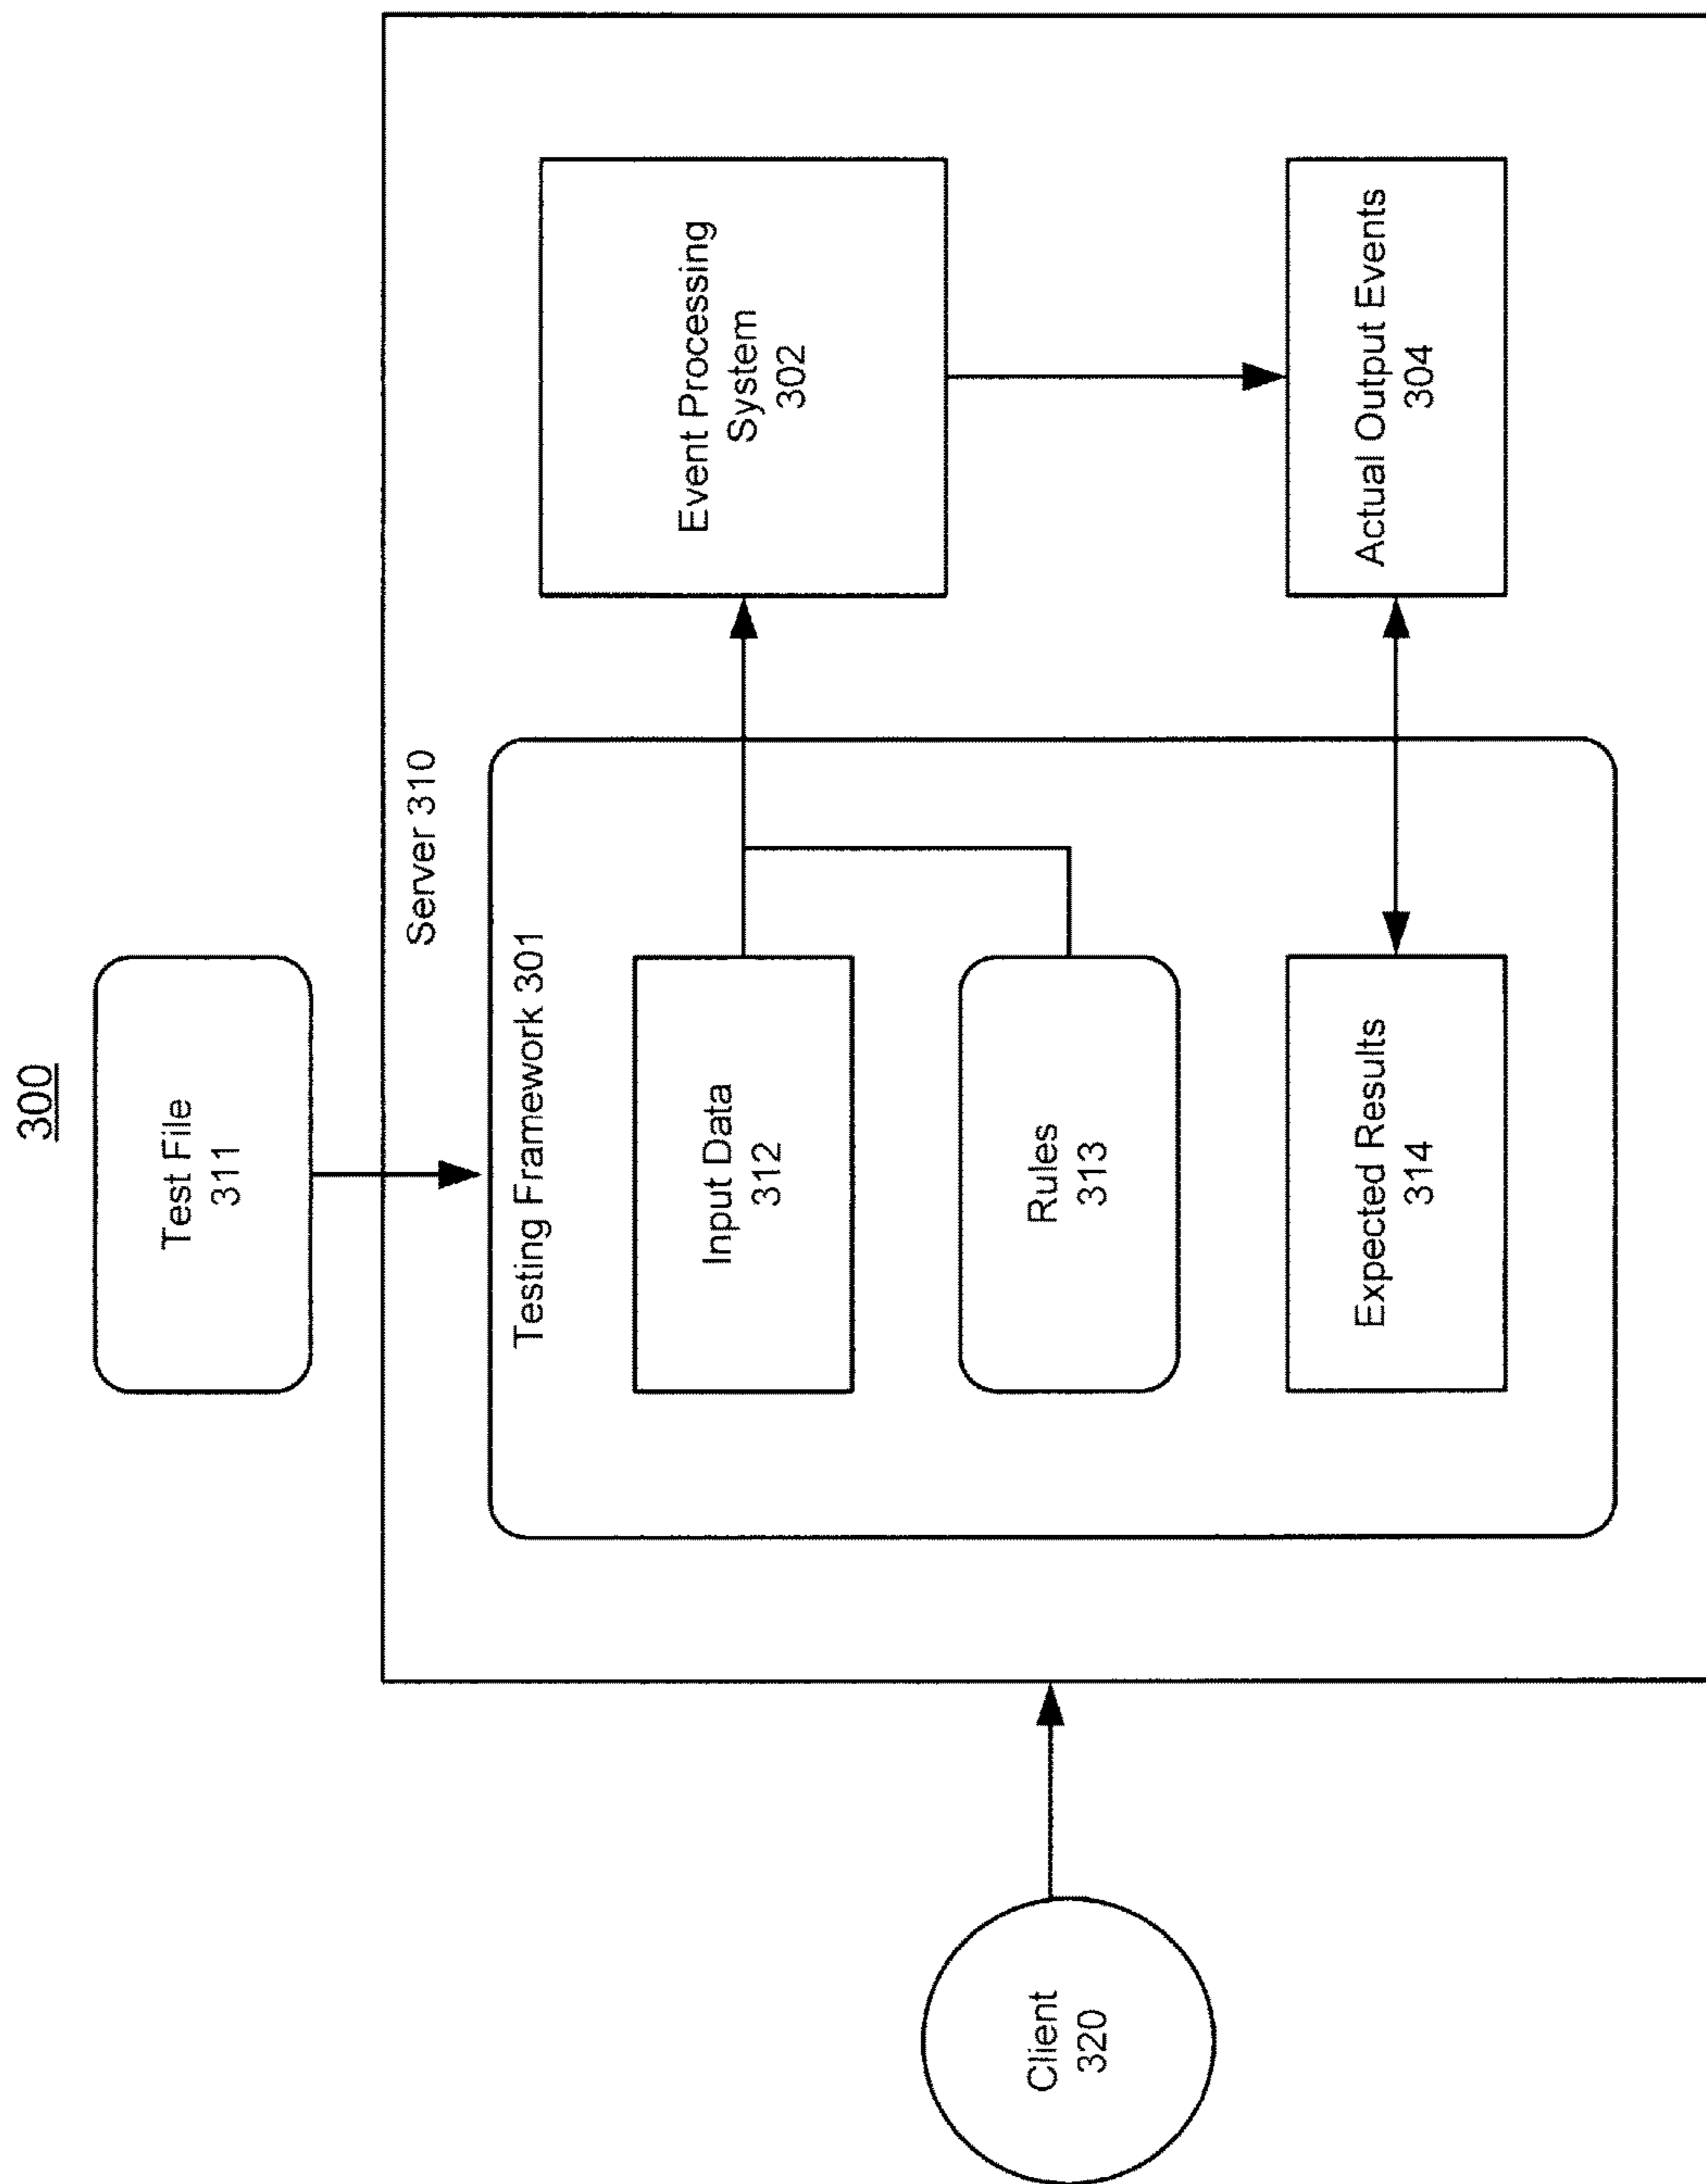 300
Test File
311
Server 310
Testing Framework 301
Input Data
312
Event Processing
System
302
Rules
313
Client
320
Expected Results
314
Actual Output Events
304